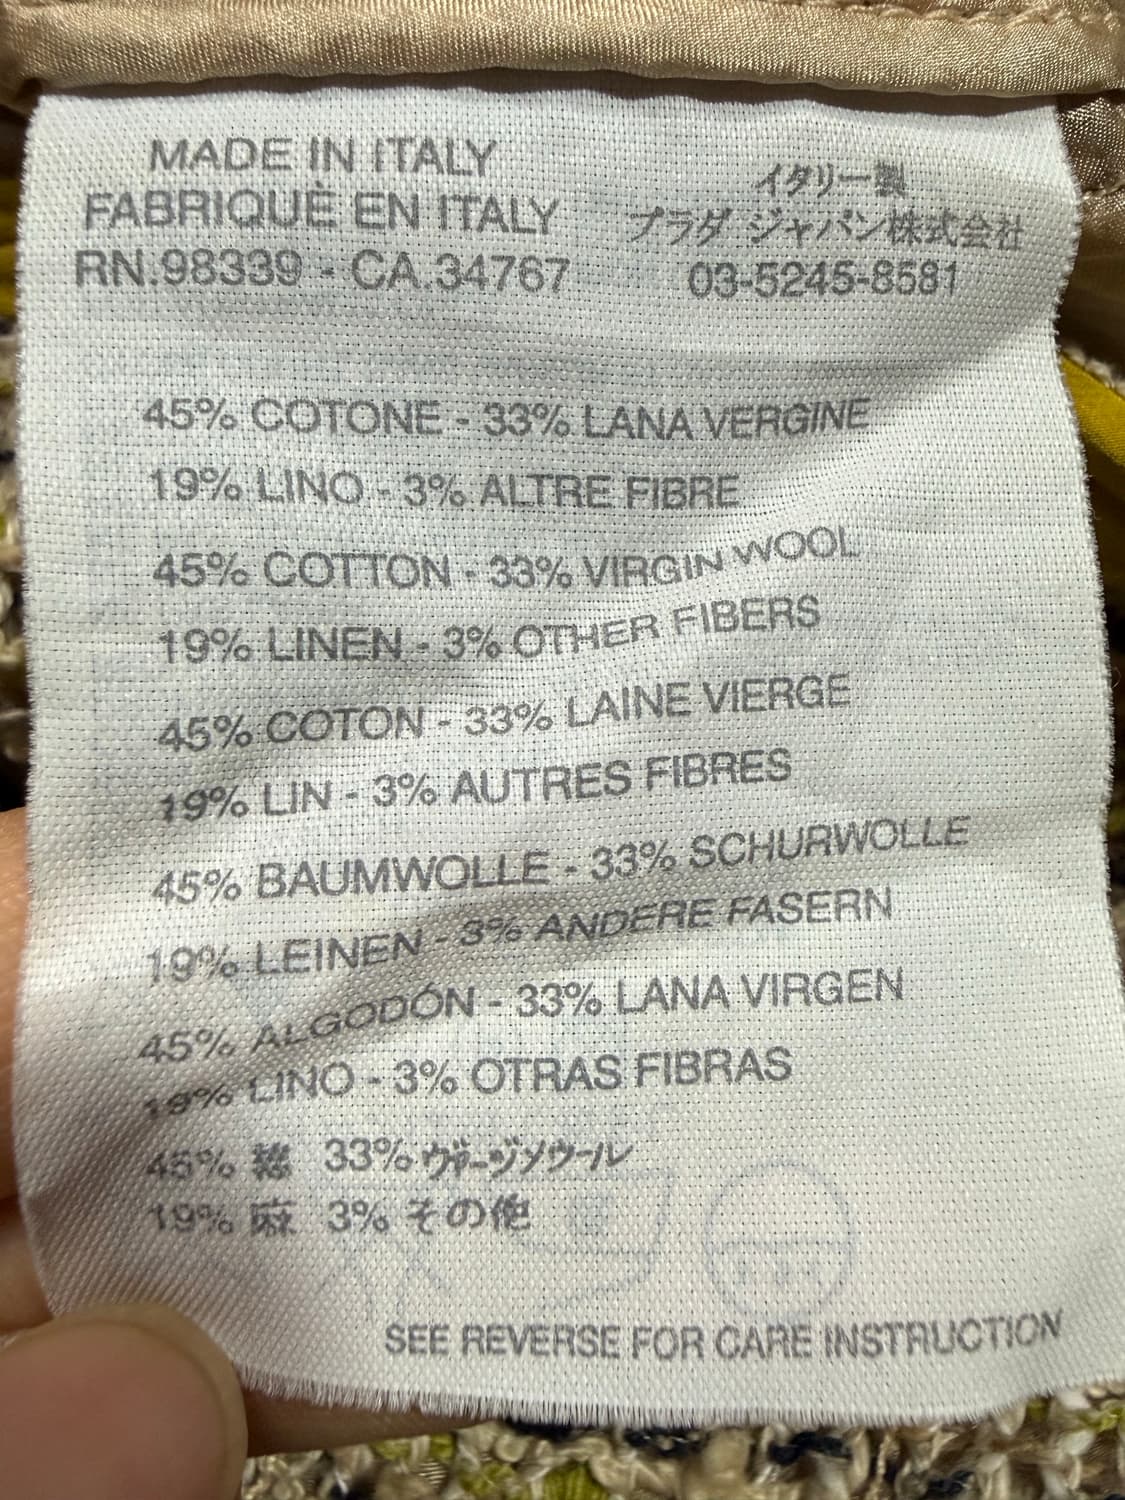 MADE IN ITALY
FABRIQUÈ EN ITALY
RN.98339 - CA.34767
イタリー製
プラダ ジャパン株式会社
03-5245-8581
45% COTONE - 33% LANA VERGINE
19% LINO - 3% ALTRE FIBRE
45% COTTON - 33% VIRGIN WOOL
19% LINEN - 3% OTHER FIBERS
45% COTON - 33% LAINE VIERGE
19% LIN - 3% AUTRES FIBRES
45% BAUMWOLLE - 33% SCHURWOLLE
19% LEINEN - 3% ANDERE FASERN
45% ALGODÓN - 33% LANA VIRGEN
19% LINO - 3% OTRAS FIBRAS
45% 33% ヴァージンウール
19% 麻 3% その他
SEE REVERSE FOR CARE INSTRUCTION